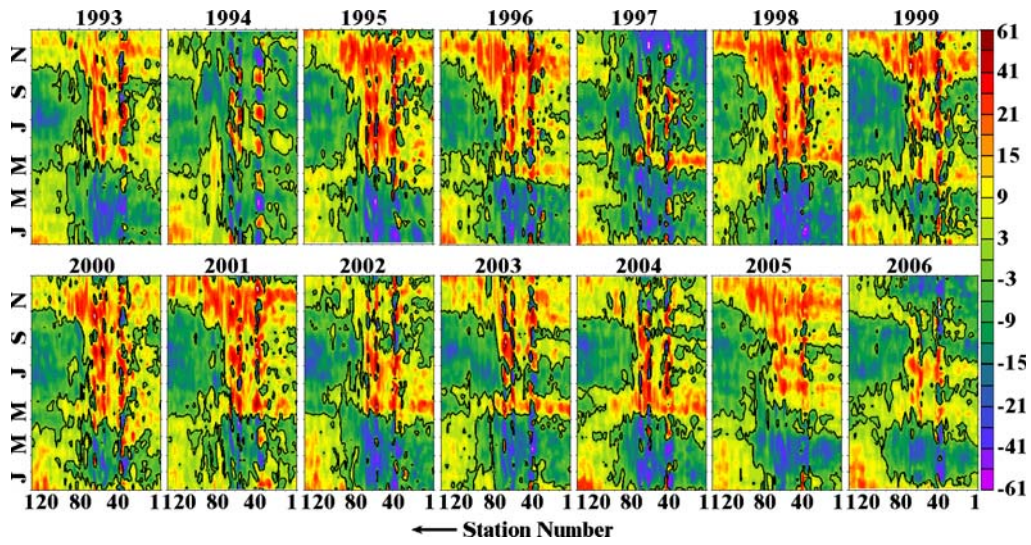 1993 1994 1995 1996 1997 1998 1999
N
S
J
M
M
J
2000 2001 2002 2003 2004 2005 2006
N
S
J
M
M
J
120 80 40 1 120 80 40 1 120 80 40 1 120 80 40 1 120 80 40 1 120 80 40 1 120 80 40 1
← Station Number
61
41
21
15
9
3
-3
-9
-15
-21
-41
-61